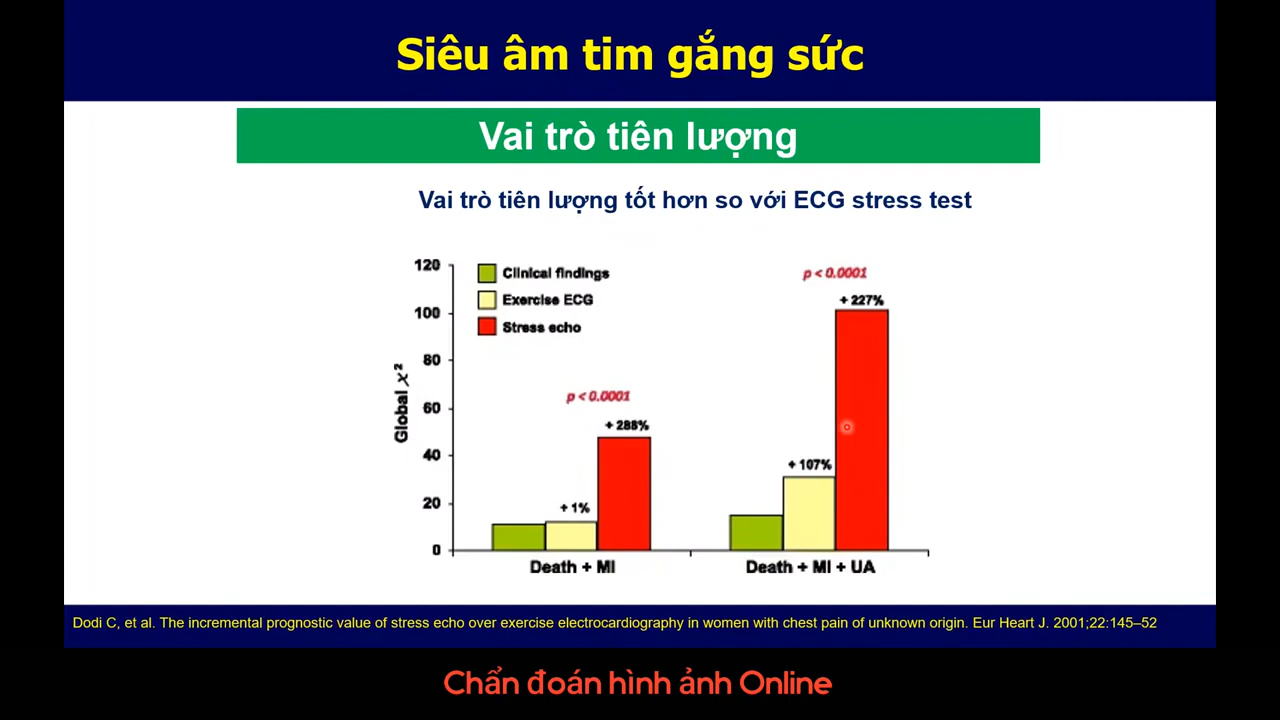 Siêu âm tim gắng sức
Vai trò tiên lượng
Vai trò tiên lượng tốt hơn so với ECG stress test
120
100
80
60
40
20
0
Global χ²
Clinical findings
Exercise ECG
Stress echo
p < 0.0001
+ 288%
+ 1%
p < 0.0001
+ 227%
+ 107%
Death + MI
Death + MI + UA
Dodi C, et al. The incremental prognostic value of stress echo over exercise electrocardiography in women with chest pain of unknown origin. Eur Heart J. 2001;22:145–52
Chẩn đoán hình ảnh Online